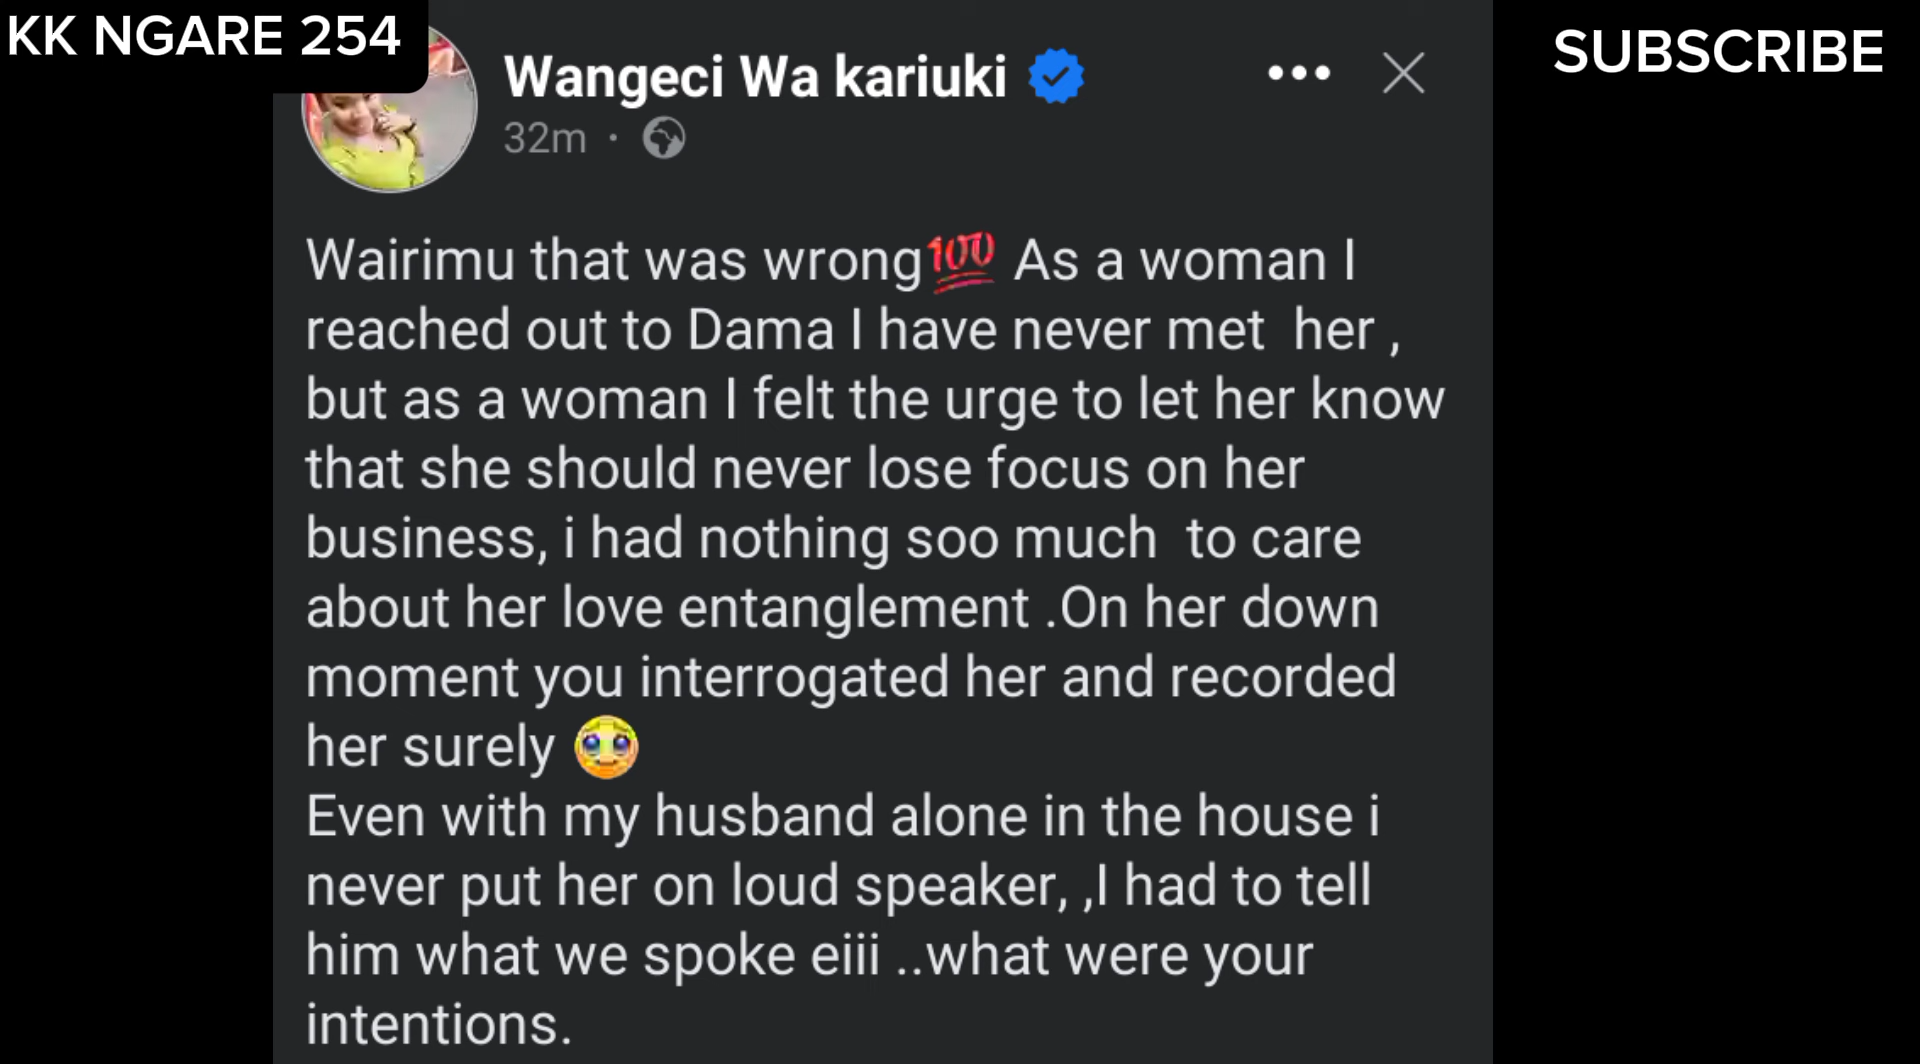 KK NGARE 254
SUBSCRIBE
Wangeci Wa kariuki
32m ·
Wairimu that was wrong💯 As a woman I
reached out to Dama I have never met  her ,
but as a woman I felt the urge to let her know
that she should never lose focus on her
business, i had nothing soo much  to care
about her love entanglement .On her down
moment you interrogated her and recorded
her surely 🥹
Even with my husband alone in the house i
never put her on loud speaker, ,I had to tell
him what we spoke eiii ..what were your
intentions.